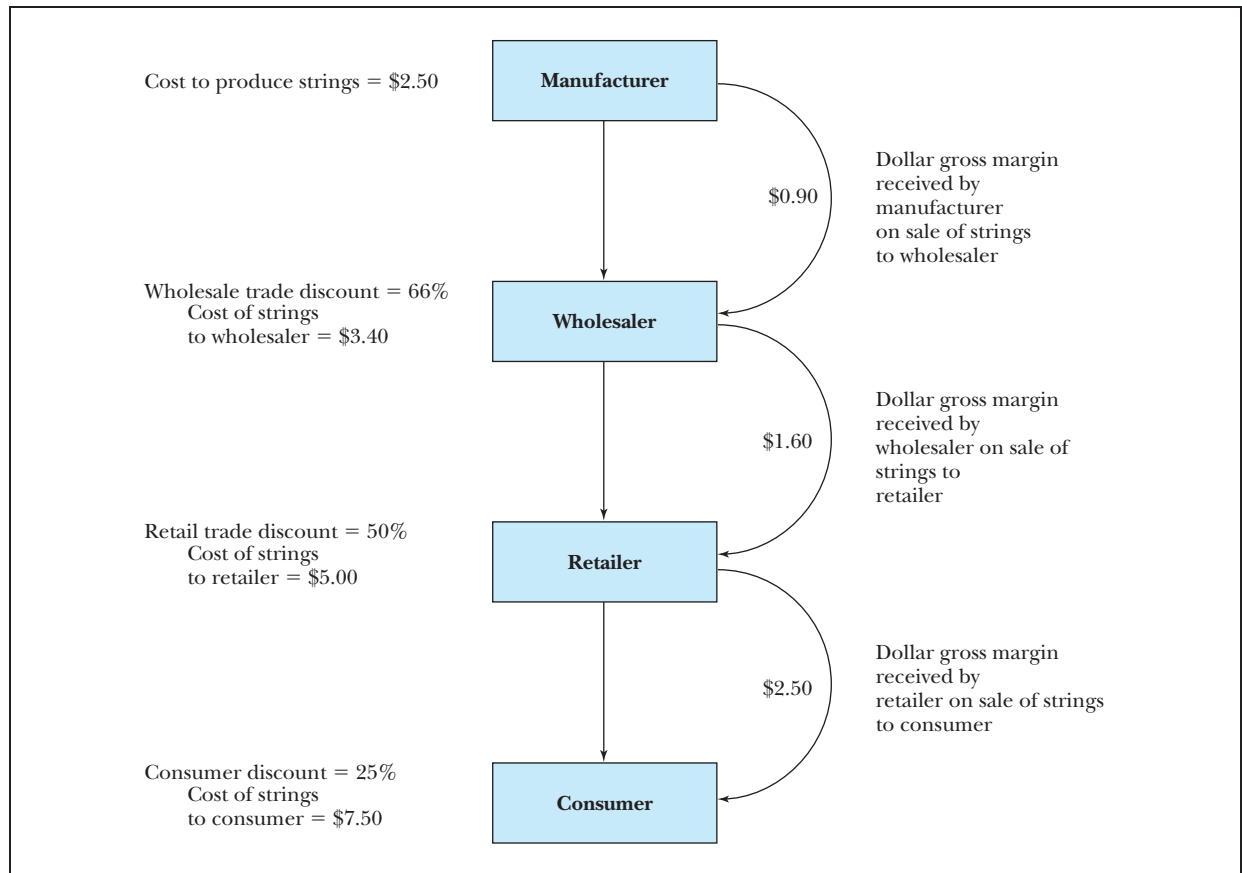 Cost to produce strings = $2.50
Manufacturer
$0.90
Dollar gross margin
received by
manufacturer
on sale of strings
to wholesaler
Wholesale trade discount = 66%
Cost of strings
to wholesaler = $3.40
Wholesaler
$1.60
Dollar gross margin
received by
wholesaler on sale of
strings to
retailer
Retail trade discount = 50%
Cost of strings
to retailer = $5.00
Retailer
$2.50
Dollar gross margin
received by
retailer on sale of strings
to consumer
Consumer discount = 25%
Cost of strings
to consumer = $7.50
Consumer